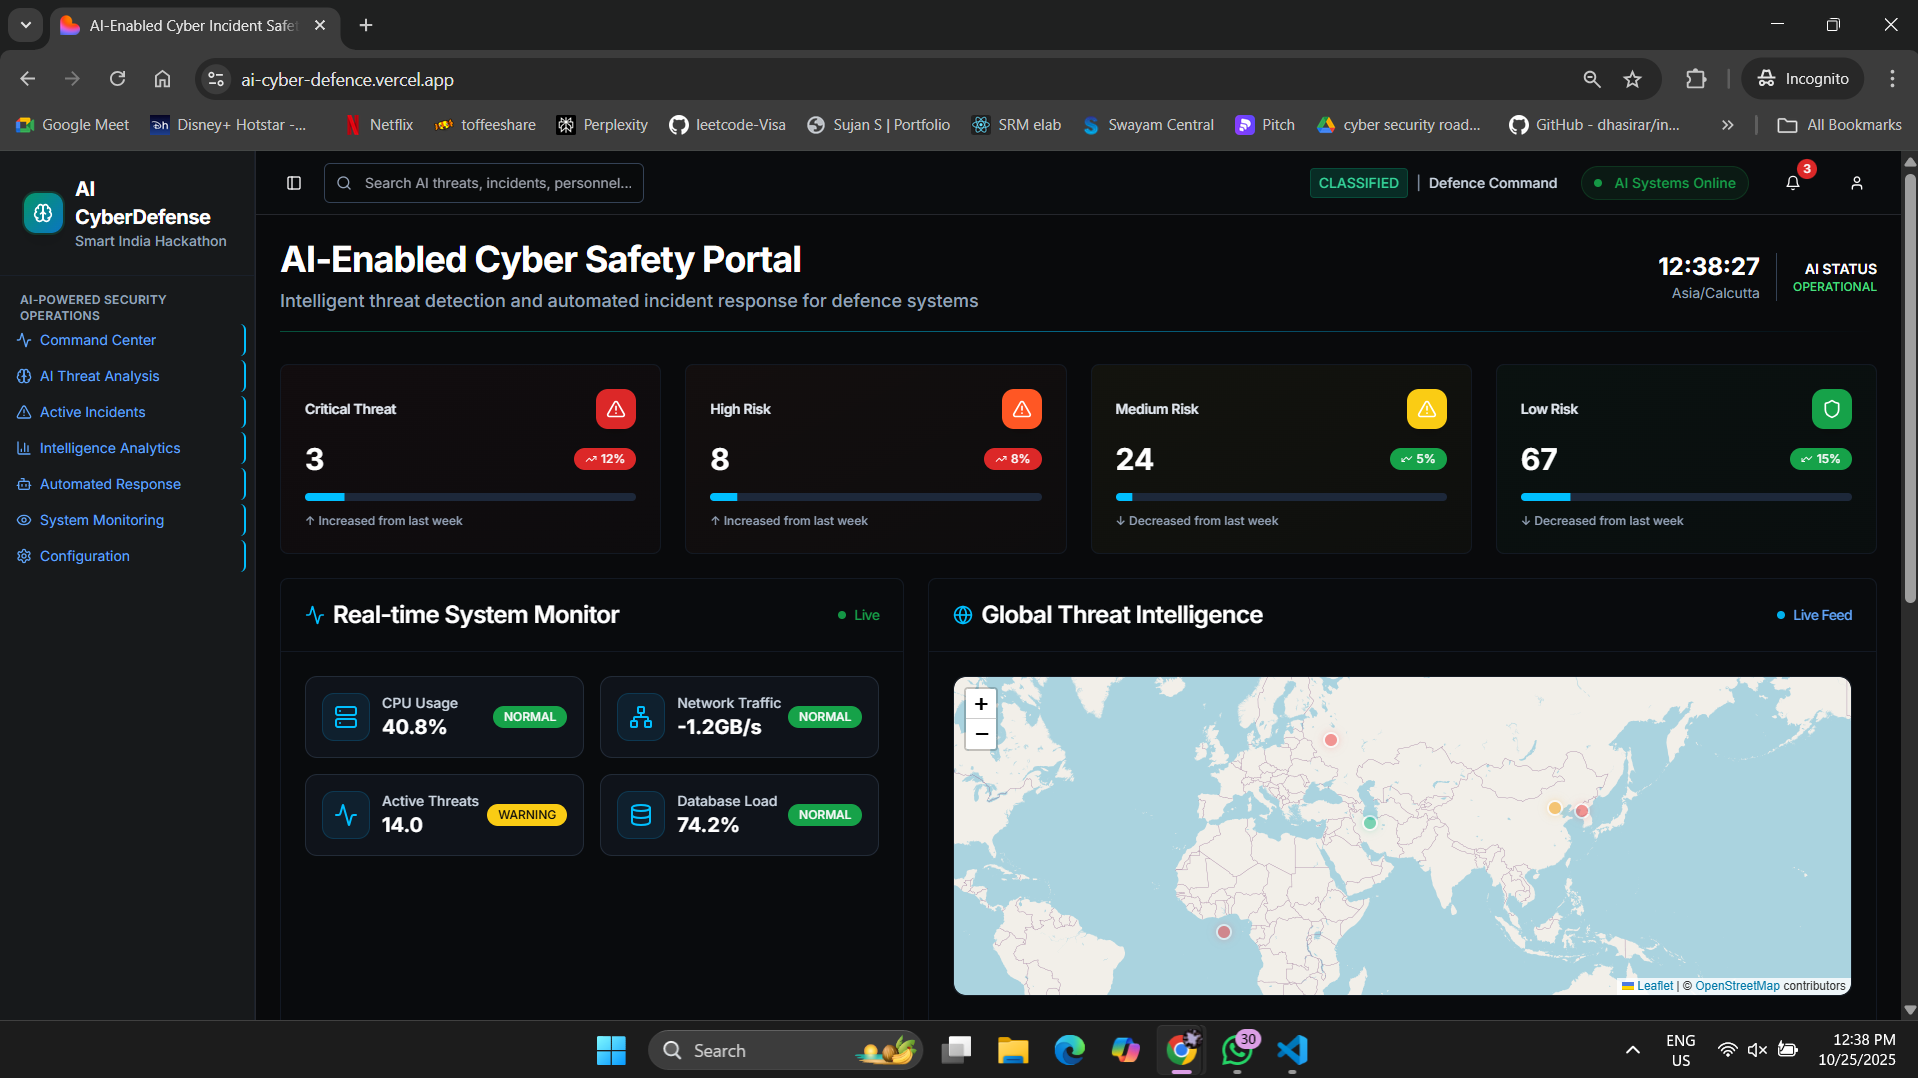 AI-Enabled Cyber Incident Safet
ai-cyber-defence.vercel.app
Incognito
Google Meet
Disney+ Hotstar -...
Netflix
toffeeshare
Perplexity
leetcode-Visa
Sujan S | Portfolio
SRM elab
Swayam Central
Pitch
cyber security road...
GitHub - dhasirar/in...
All Bookmarks
AI
CyberDefense
Smart India Hackathon
AI-POWERED SECURITY
OPERATIONS
Command Center
AI Threat Analysis
Active Incidents
Intelligence Analytics
Automated Response
System Monitoring
Configuration
Search AI threats, incidents, personnel...
CLASSIFIED | Defence Command
AI Systems Online
3
AI-Enabled Cyber Safety Portal
Intelligent threat detection and automated incident response for defence systems
12:38:27
Asia/Calcutta
AI STATUS
OPERATIONAL
Critical Threat
3
12%
↑ Increased from last week
High Risk
8
8%
↑ Increased from last week
Medium Risk
24
5%
↓ Decreased from last week
Low Risk
67
15%
↓ Decreased from last week
Real-time System Monitor
Live
CPU Usage
40.8%
NORMAL
Network Traffic
-1.2GB/s
NORMAL
Active Threats
14.0
WARNING
Database Load
74.2%
NORMAL
Global Threat Intelligence
Live Feed
+
−
Leaflet | © OpenStreetMap contributors
Search
30
ENG
US
12:38 PM
10/25/2025